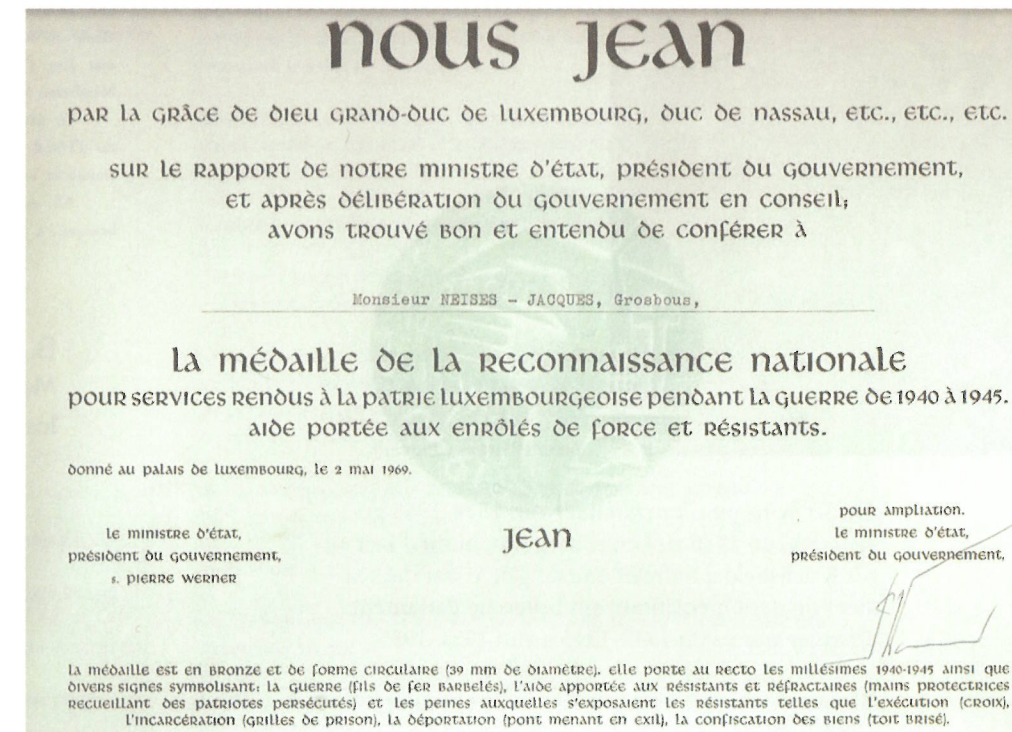 NOUS JEAN
PAR LA GRÂCE DE DIEU GRAND-DUC DE LUXEMBOURG, DUC DE NASSAU, ETC., ETC., ETC.
SUR LE RAPPORT DE NOTRE MINISTRE D'ÉTAT, PRÉSIDENT DU GOUVERNEMENT,
ET APRÈS DÉLIBÉRATION DU GOUVERNEMENT EN CONSEIL;
AVONS TROUVÉ BON ET ENTENDU DE CONFÉRER À
Monsieur NEISES - JACQUES, Grosbous,
LA MÉDAILLE DE LA RECONNAISSANCE NATIONALE
POUR SERVICES RENDUS À LA PATRIE LUXEMBOURGEOISE PENDANT LA GUERRE DE 1940 À 1945.
AIDE PORTÉE AUX ENRÔLÉS DE FORCE ET RÉSISTANTS.
DONNÉ AU PALAIS DE LUXEMBOURG, LE 2 MAI 1969.
LE MINISTRE D'ÉTAT,
PRÉSIDENT DU GOUVERNEMENT,
S. PIERRE WERNER
JEAN
POUR AMPLIATION.
LE MINISTRE D'ÉTAT,
PRÉSIDENT DU GOUVERNEMENT,
LA MÉDAILLE EST EN BRONZE ET DE FORME CIRCULAIRE (39 MM DE DIAMÈTRE). ELLE PORTE AU RECTO LES MILLÉSIMES 1940-1945 AINSI QUE
DIVERS SIGNES SYMBOLISANT: LA GUERRE (FILS DE FER BARBELÉS), L'AIDE APPORTÉE AUX RÉSISTANTS ET RÉFRACTAIRES (MAINS PROTECTRICES
RECUEILLANT DES PATRIOTES PERSÉCUTÉS) ET LES PEINES AUXQUELLES S'EXPOSAIENT LES RÉSISTANTS TELLES QUE L'EXÉCUTION (CROIX),
L'INCARCÉRATION (GRILLES DE PRISON), LA DÉPORTATION (PONT MENANT EN EXIL), LA CONFISCATION DES BIENS (TOIT BRISÉ).